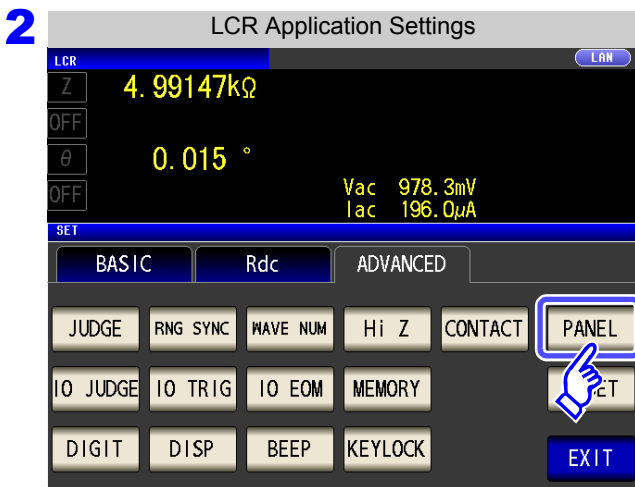 2
LCR Application Settings
LCR LAN
Z 4.99147kΩ
OFF
θ 0.015 °
OFF Vac 978.3mV
Iac 196.0μA
SET
BASIC Rdc ADVANCED
JUDGE RNG SYNC WAVE NUM Hi Z CONTACT PANEL
IO JUDGE IO TRIG IO EOM MEMORY
DIGIT DISP BEEP KEYLOCK EXIT